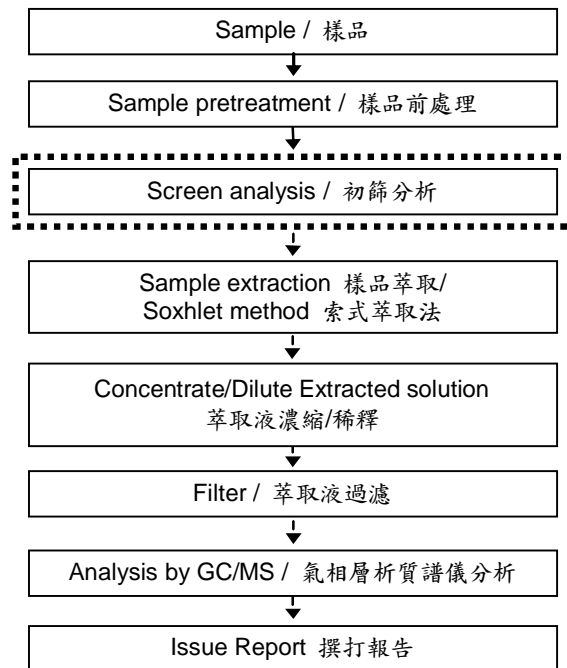 Sample / 樣品
Sample pretreatment / 樣品前處理
Screen analysis / 初篩分析
Sample extraction 樣品萃取/
Soxhlet method 索式萃取法
Concentrate/Dilute Extracted solution
萃取液濃縮/稀釋
Filter / 萃取液過濾
Analysis by GC/MS / 氣相層析質譜儀分析
Issue Report 撰打報告